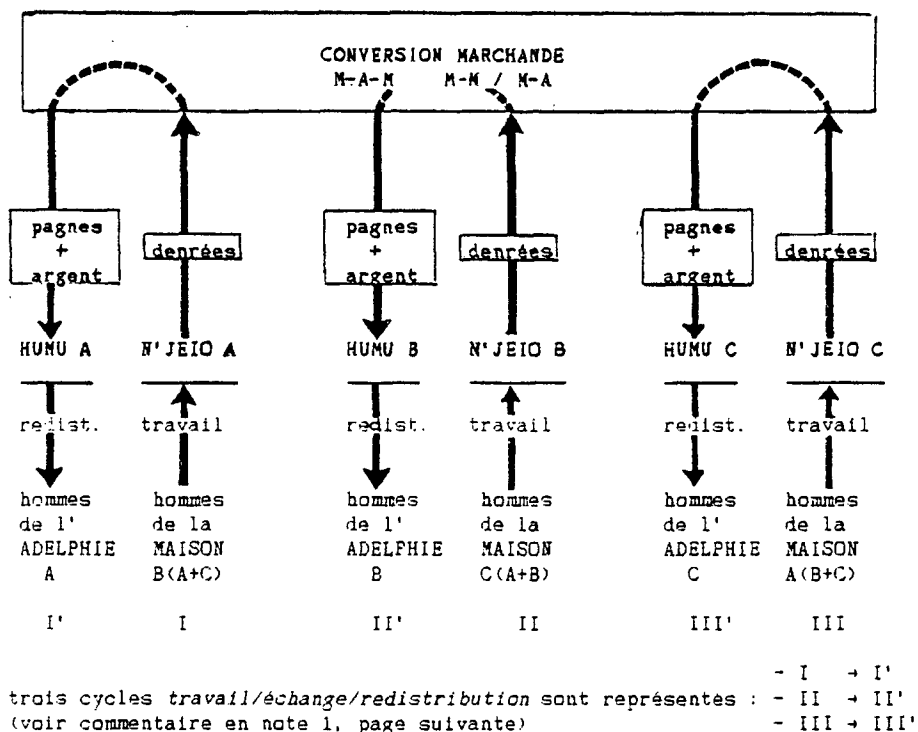 CONVERSION MARCHANDE
M-A-M M-M / M-A
pagnes + argent denrées pagnes + argent denrées pagnes + argent denrées
HUMU A N'JEIO A HUMU B N'JEIO B HUMU C N'JEIO C
redist. travail redist. travail redist. travail
hommes hommes hommes hommes hommes hommes
de l' de la de l' de la de l' de la
ADELPHIE MAISON ADELPHIE MAISON ADELPHIE MAISON
A B(A+C) B C(A+B) C A(B+C)
I' I II' II III' III
- I → I'
trois cycles travail/échange/redistribution sont représentés : - II → II'
(voir commentaire en note 1, page suivante) - III → III'